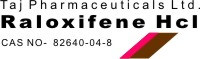 Taj Pharmaceuticals Ltd.
Raloxifene Hcl
CAS NO- 82640-04-8